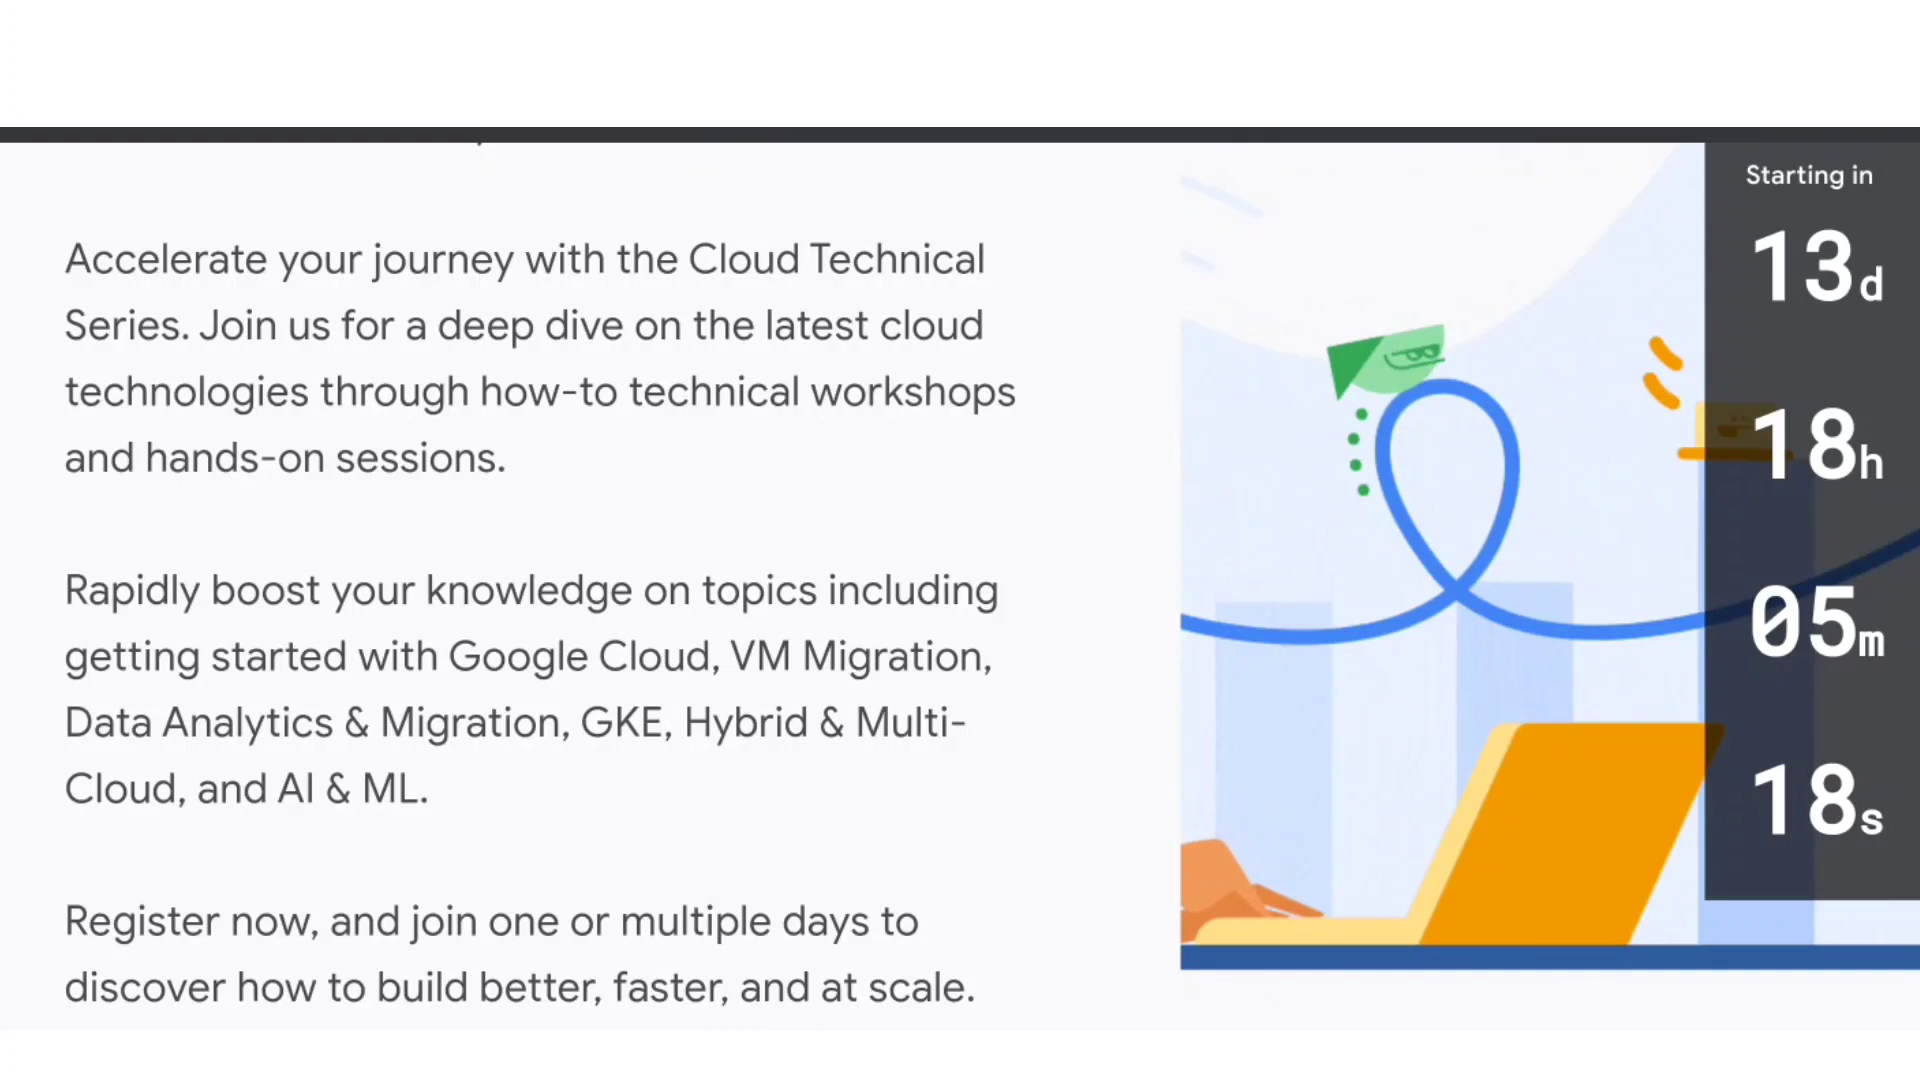 Accelerate your journey with the Cloud Technical
Series. Join us for a deep dive on the latest cloud
technologies through how-to technical workshops
and hands-on sessions.
Rapidly boost your knowledge on topics including
getting started with Google Cloud, VM Migration,
Data Analytics & Migration, GKE, Hybrid & Multi-
Cloud, and AI & ML.
Register now, and join one or multiple days to
discover how to build better, faster, and at scale.
Starting in
13d
18h
05m
18s